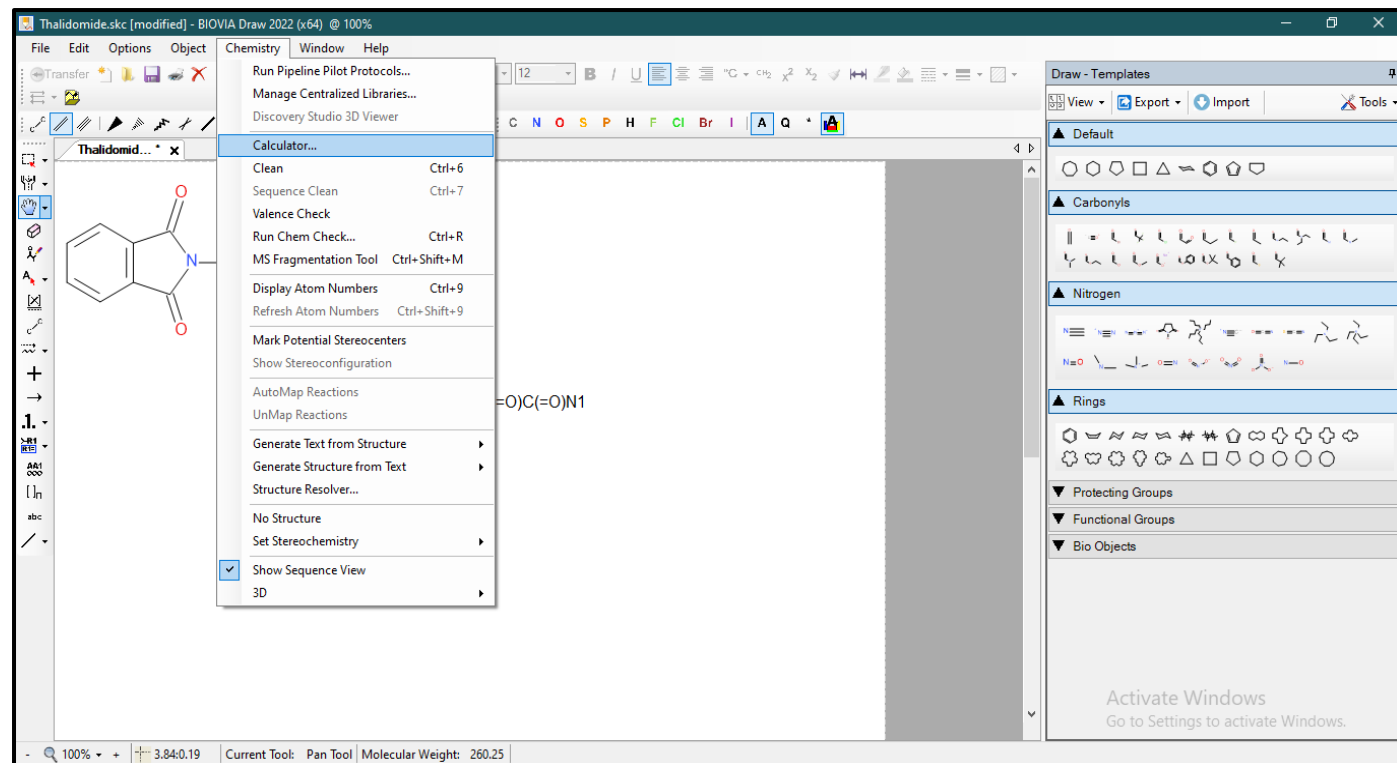 Thalidomide.skc [modified] - BIOVIA Draw 2022 (x64) @ 100%
File Edit Options Object Chemistry Window Help
Transfer 12 B I U
C N O S P H F Cl Br I A Q * A
Thalidomid... * x
Run Pipeline Pilot Protocols...
Manage Centralized Libraries...
Discovery Studio 3D Viewer
Calculator...
Clean Ctrl+6
Sequence Clean Ctrl+7
Valence Check
Run Chem Check... Ctrl+R
MS Fragmentation Tool Ctrl+Shift+M
Display Atom Numbers Ctrl+9
Refresh Atom Numbers Ctrl+Shift+9
Mark Potential Stereocenters
Show Stereoconfiguration
AutoMap Reactions
UnMap Reactions
Generate Text from Structure
Generate Structure from Text
Structure Resolver...
No Structure
Set Stereochemistry
Show Sequence View
3D
O
N
O
=O)C(=O)N1
Draw - Templates
View Export Import Tools
Default
Carbonyls
Nitrogen
Rings
Protecting Groups
Functional Groups
Bio Objects
Activate Windows
Go to Settings to activate Windows.
- 100% + 3.84:0.19 Current Tool: Pan Tool Molecular Weight: 260.25